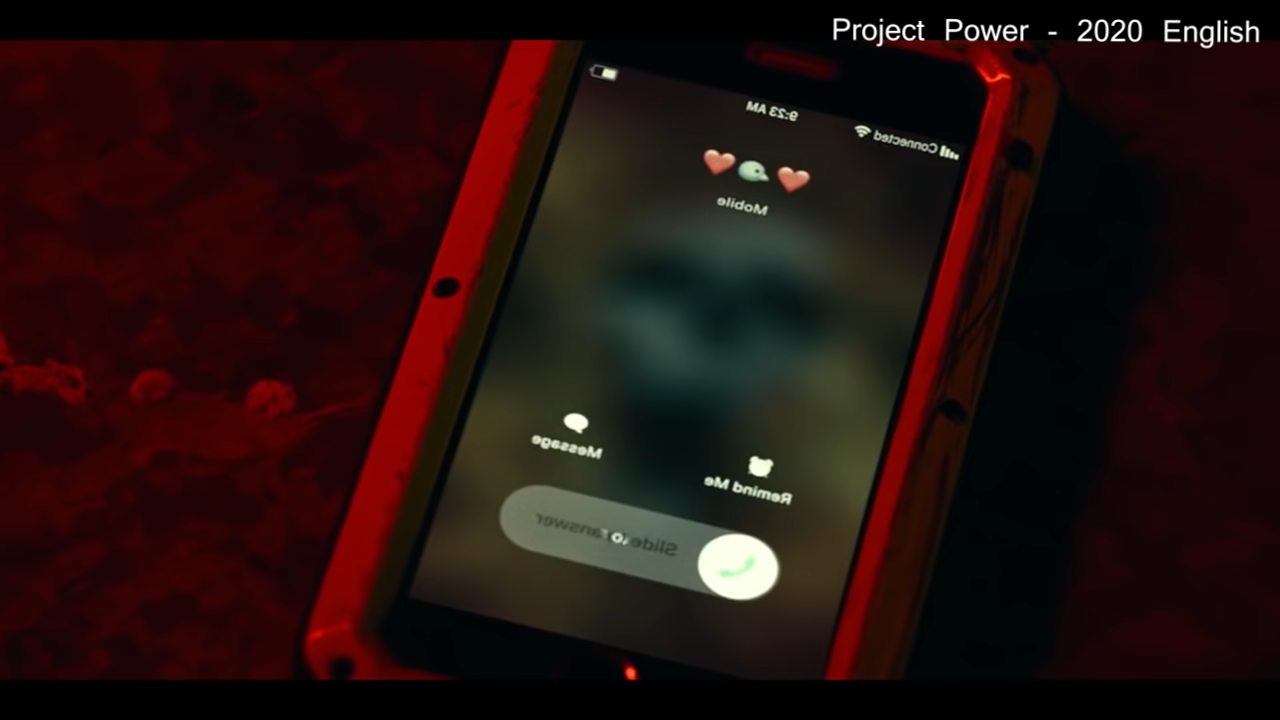 Project Power - 2020 English
Connected
9:23 AM
Mobile
Message
Remind Me
Slide to answer